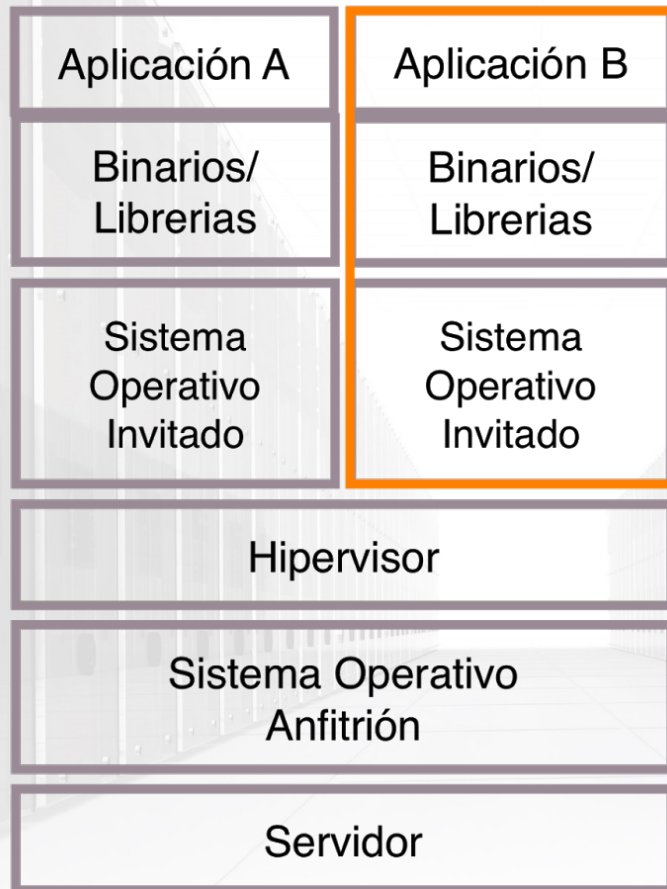 Aplicación A
Binarios/
Librerias
Sistema
Operativo
Invitado
Aplicación B
Binarios/
Librerias
Sistema
Operativo
Invitado
Hipervisor
Sistema Operativo
Anfitrión
Servidor